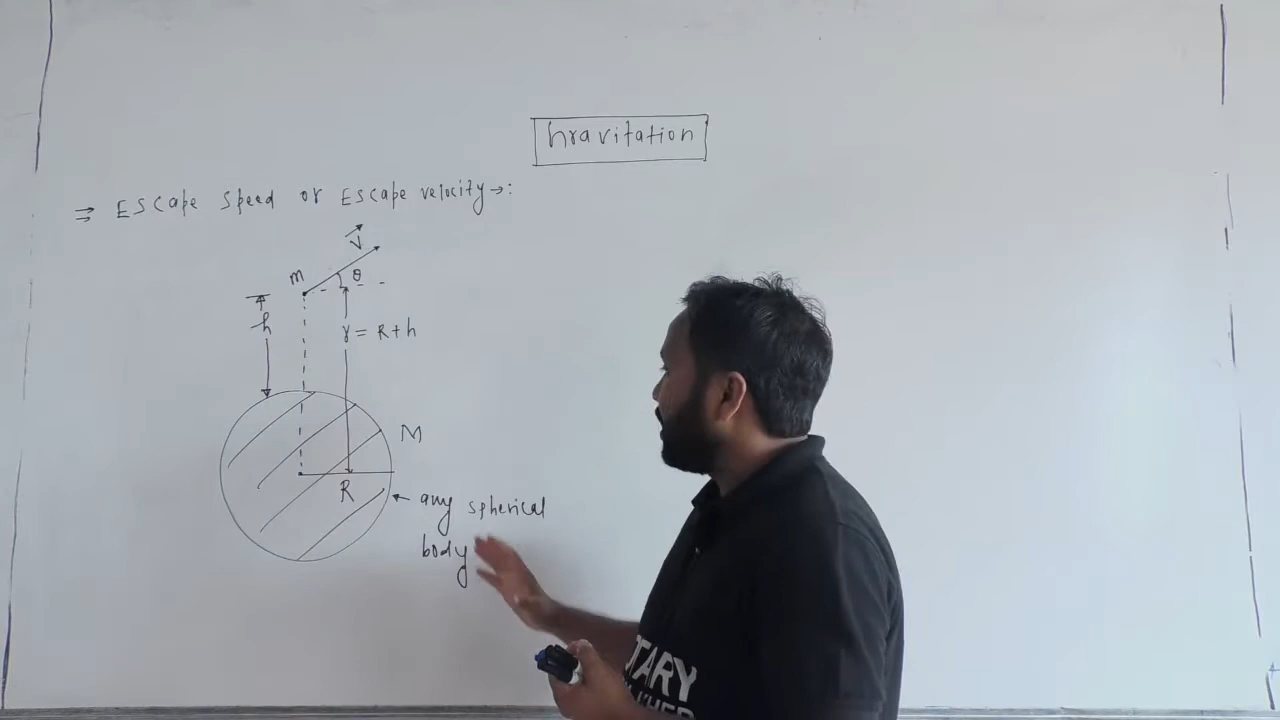 Gravitation
⇒ Escape speed or Escape velocity →:
V
m θ
h
r = R+h
M
R
any spherical
body
TARY